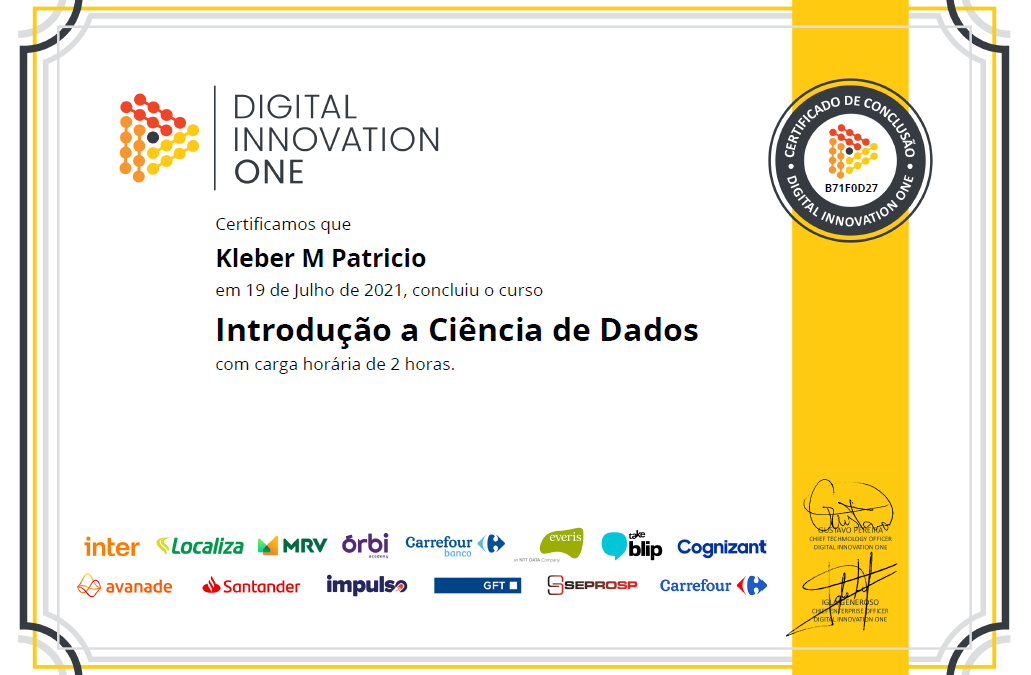 DIGITAL
INNOVATION
ONE
CERTIFICADO DE CONCLUSÃO
B71F0D27
• DIGITAL INNOVATION ONE •
Certificamos que
Kleber M Patricio
em 19 de Julho de 2021, concluiu o curso
Introdução a Ciência de Dados
com carga horária de 2 horas.
GUSTAVO PEREIRA
CHIEF TECHNOLOGY OFFICER
DIGITAL INNOVATION ONE
inter
Localiza
MRV
órbi
academy
Carrefour
banco
everis
an NTT DATA Company
take
blip
Cognizant
avanade
Santander
impulso
GFT
SEPROSP
Carrefour
GENEROSO
CHIEF ENTERPRISE OFFICER
DIGITAL INNOVATION ONE